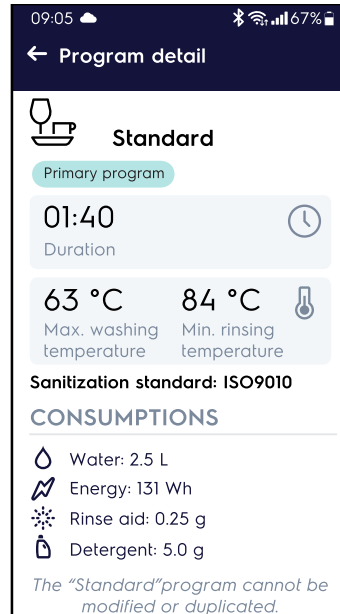 09:05 67%
Program detail
Standard
Primary program
01:40
Duration
63 °C 84 °C
Max. washing Min. rinsing
temperature temperature
Sanitization standard: ISO9010
CONSUMPTIONS
Water: 2.5 L
Energy: 131 Wh
Rinse aid: 0.25 g
Detergent: 5.0 g
The “Standard”program cannot be
modified or duplicated.